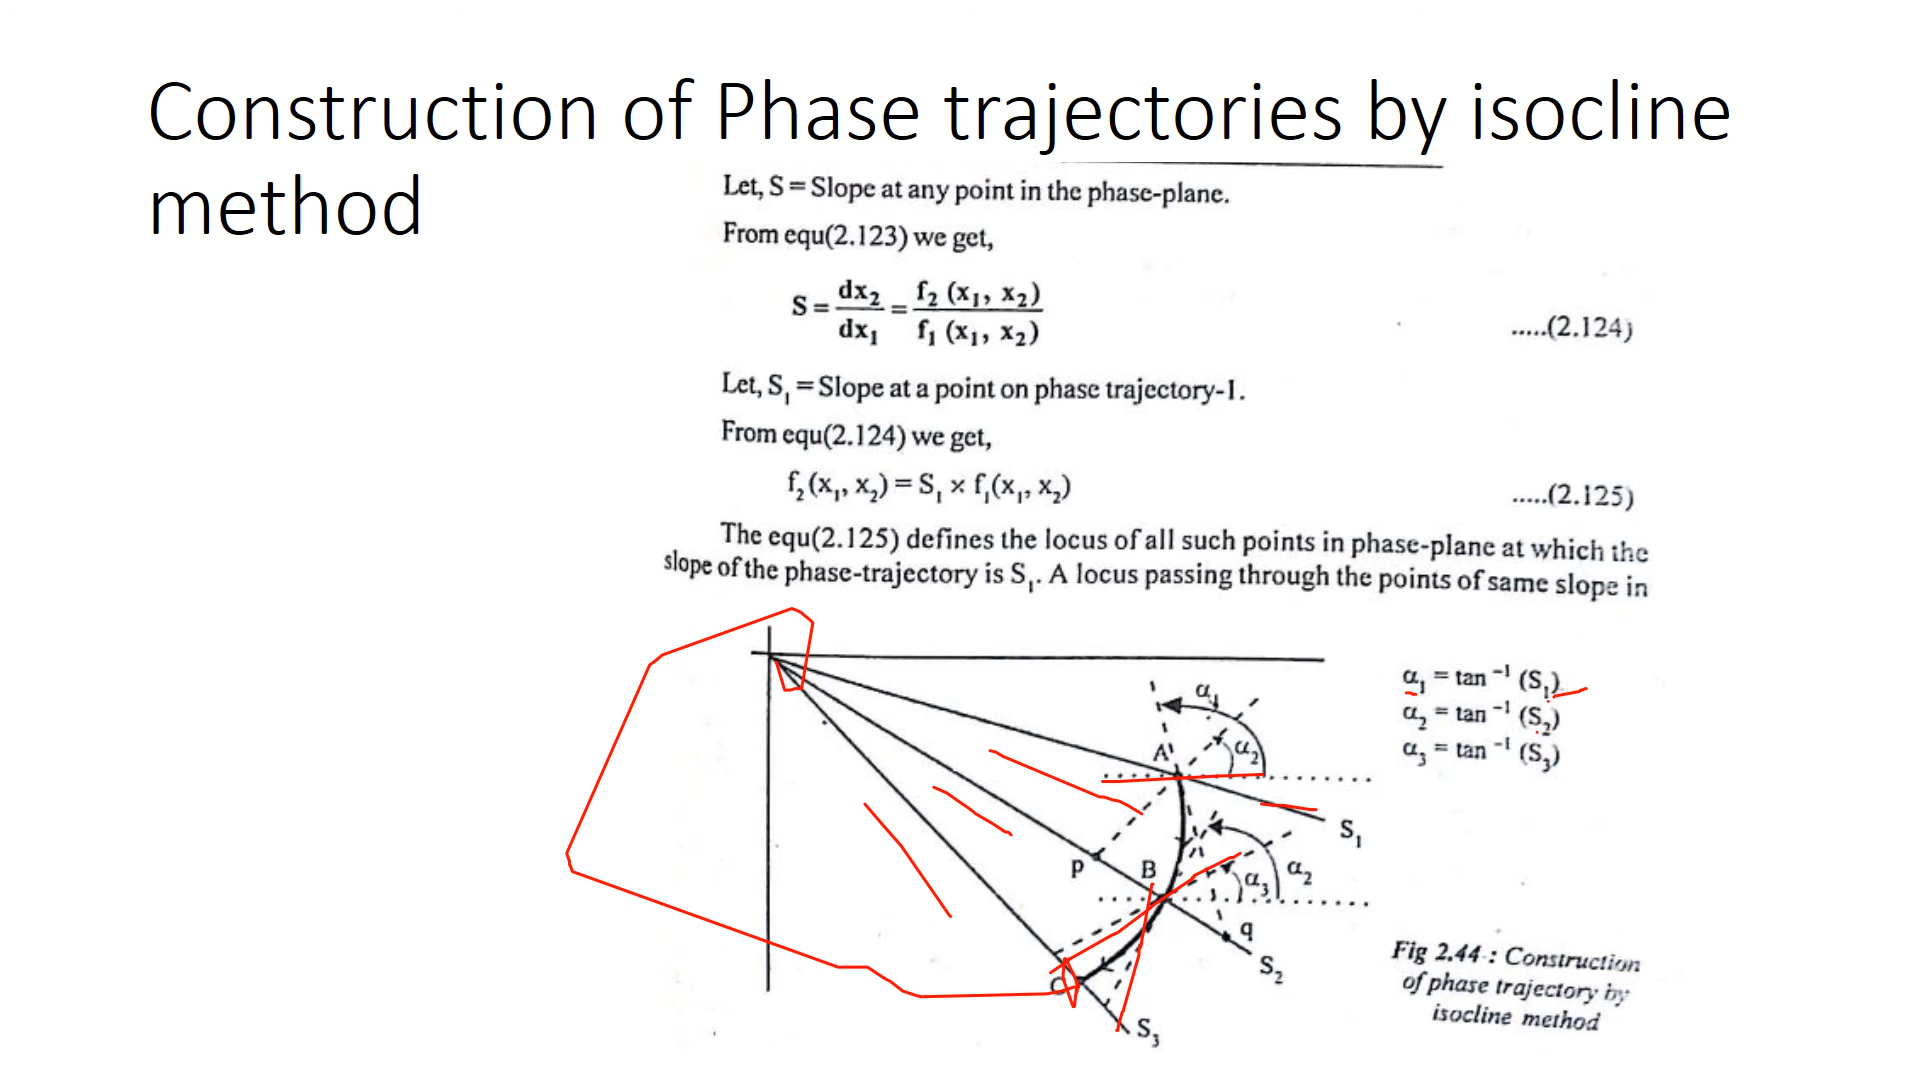 Construction of Phase trajectories by isocline
method
Let, S = Slope at any point in the phase-plane.
From equ(2.123) we get,
S = dx₂/dx₁ = f₂ (x₁, x₂)/f₁ (x₁, x₂) .....(2.124)
Let, S₁ = Slope at a point on phase trajectory-1.
From equ(2.124) we get,
f₂(x₁, x₂) = S₁ × f₁(x₁, x₂) .....(2.125)
The equ(2.125) defines the locus of all such points in phase-plane at which the
slope of the phase-trajectory is S₁. A locus passing through the points of same slope in
α₁ = tan⁻¹ (S₁)
α₂ = tan⁻¹ (S₂)
α₃ = tan⁻¹ (S₃)
α₁
A
α₂
S₁
P
B
α₃
α₂
q
S₂
C
S₃
Fig 2.44 : Construction
of phase trajectory by
isocline method